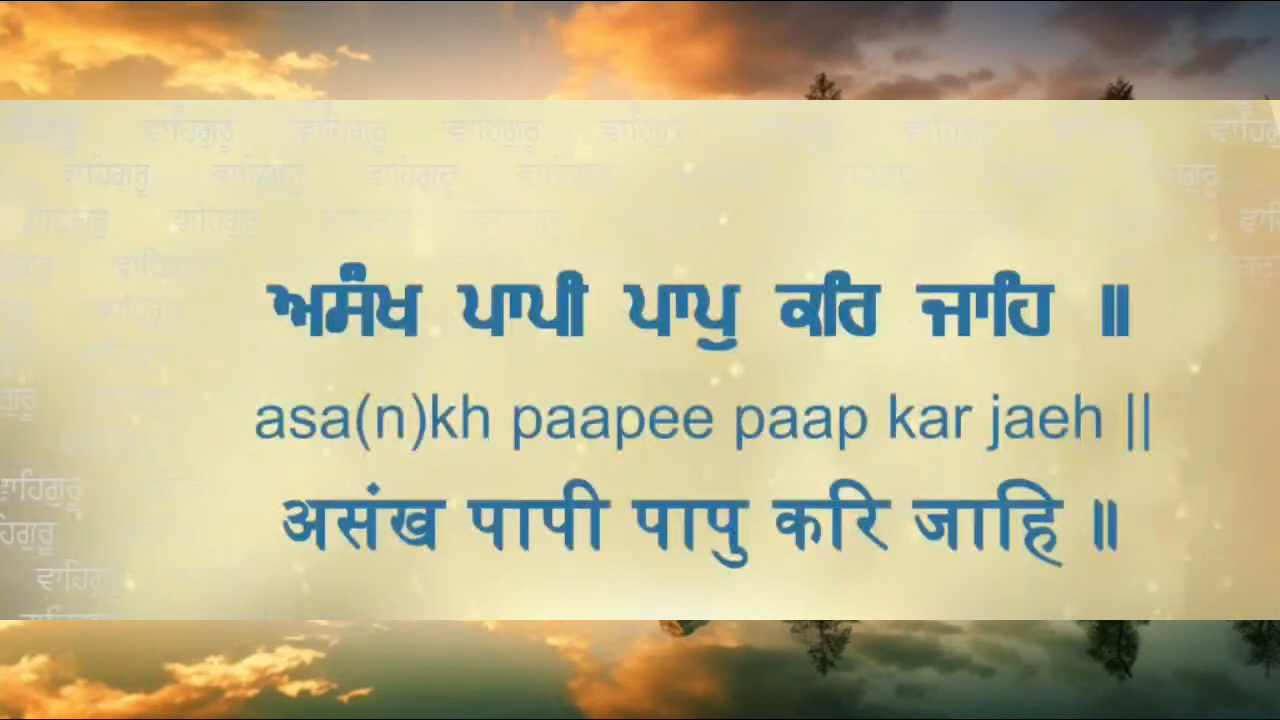 ਵਾਹਿਗੁਰੂ ਵਾਹਿਗੁਰੂ ਵਾਹਿਗੁਰੂ ਵਾਹਿਗੁਰੂ ਵਾਹਿਗੁਰੂ
ਵਾਹਿਗੁਰੂ ਵਾਹਿਗੁਰੂ ਵਾਹਿਗੁਰੂ ਵਾਹਿਗੁਰੂ ਵਾਹਿਗੁਰੂ
ਵਾਹਿਗੁਰੂ ਵਾਹਿਗੁਰੂ
ਅਸੰਖ ਪਾਪੀ ਪਾਪੁ ਕਰਿ ਜਾਹਿ ॥
asa(n)kh paapee paap kar jaeh ||
असंख पापी पापु करि जाहि ॥
ਵਾਹਿਗੁਰੂ